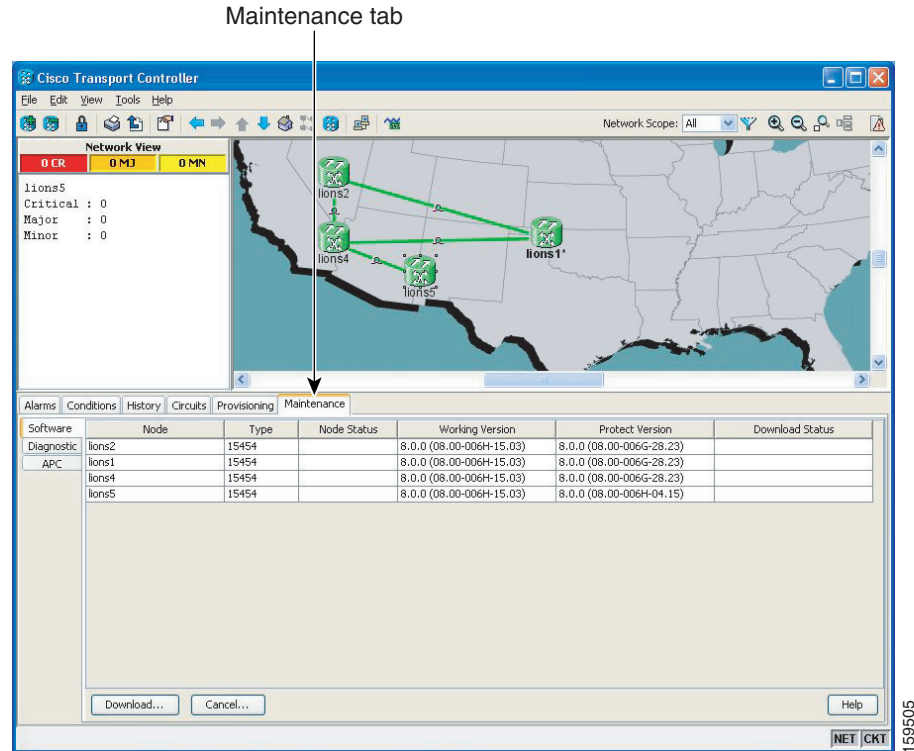 Maintenance tab
Cisco Transport Controller
File Edit View Tools Help
Network Scope: All
Network View
0 CR 0 MJ 0 MN
lions5
Critical : 0
Major : 0
Minor : 0
lions2
lions4
lions1*
lions5
Alarms Conditions History Circuits Provisioning Maintenance
Software
Diagnostic
APC
Node Type Node Status Working Version Protect Version Download Status
lions2 15454 8.0.0 (08.00-006H-15.03) 8.0.0 (08.00-006G-28.23)
lions1 15454 8.0.0 (08.00-006H-15.03) 8.0.0 (08.00-006G-28.23)
lions4 15454 8.0.0 (08.00-006H-15.03) 8.0.0 (08.00-006G-28.23)
lions5 15454 8.0.0 (08.00-006H-15.03) 8.0.0 (08.00-006H-04.15)
Download... Cancel... Help
NET CKT
159505